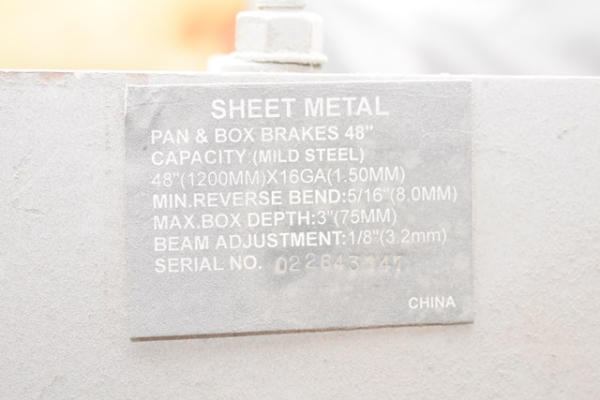 SHEET METAL
PAN & BOX BRAKES 48"
CAPACITY:(MILD STEEL)
48"(1200MM)X16GA(1.50MM)
MIN.REVERSE BEND:5/16"(8.0MM)
MAX.BOX DEPTH:3"(75MM)
BEAM ADJUSTMENT:1/8"(3.2mm)
SERIAL NO.
CHINA